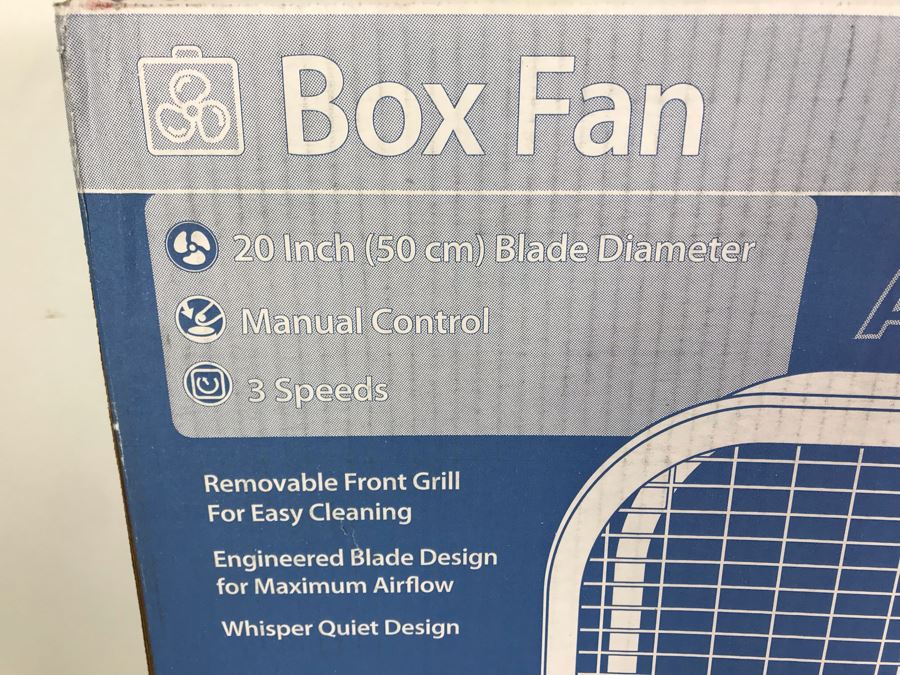 Box Fan
20 Inch (50 cm) Blade Diameter
Manual Control
3 Speeds
Removable Front Grill
For Easy Cleaning
Engineered Blade Design
for Maximum Airflow
Whisper Quiet Design